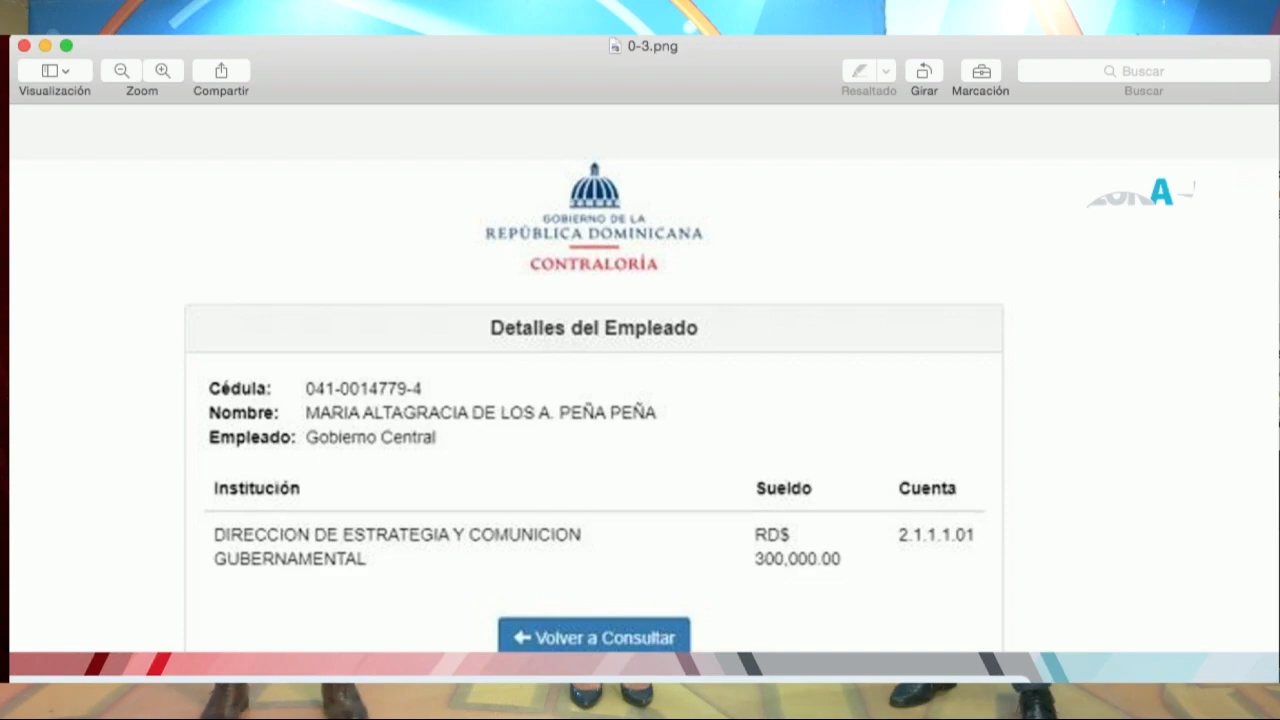 0-3.png
Visualización
Zoom
Compartir
Resaltado
Girar
Marcación
Buscar
Buscar
GOBIERNO DE LA
REPÚBLICA DOMINICANA
CONTRALORÍA
Detalles del Empleado
Cédula: 041-0014779-4
Nombre: MARIA ALTAGRACIA DE LOS A. PEÑA PEÑA
Empleado: Gobierno Central
Institución Sueldo Cuenta
DIRECCION DE ESTRATEGIA Y COMUNICION RD$ 2.1.1.1.01
GUBERNAMENTAL 300,000.00
Volver a Consultar